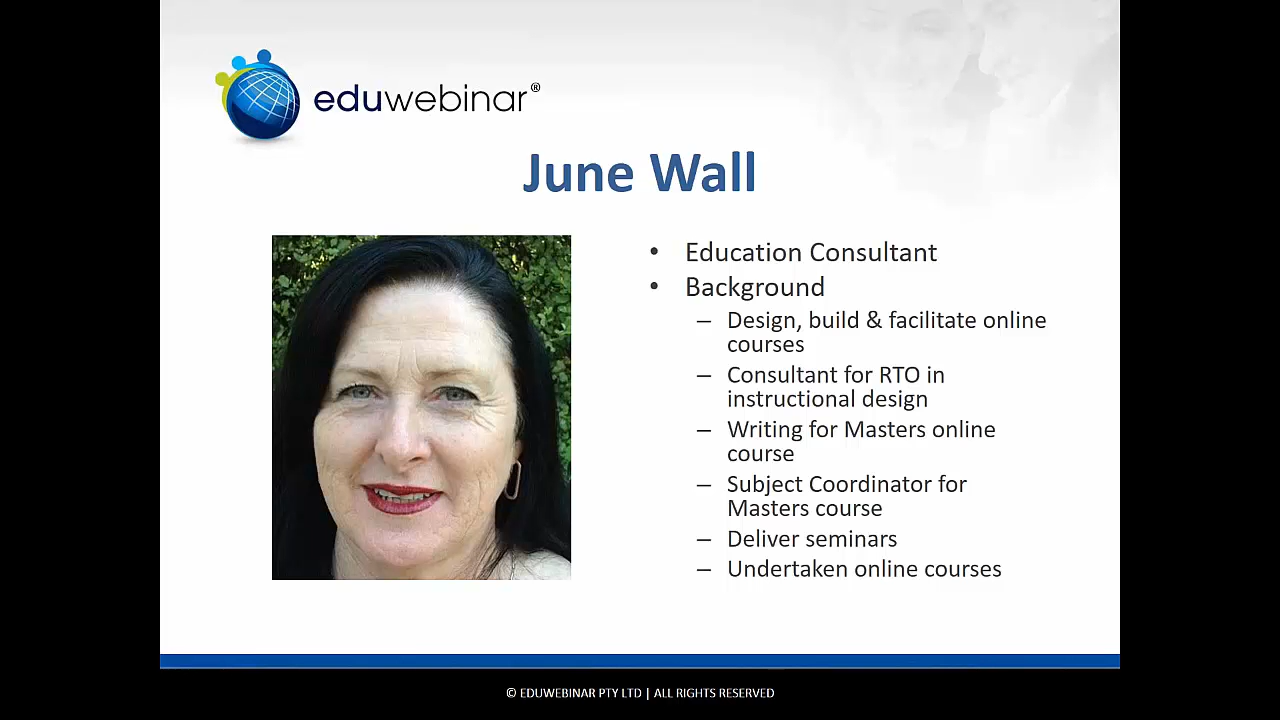 eduwebinar®
June Wall
• Education Consultant
• Background
– Design, build & facilitate online
courses
– Consultant for RTO in
instructional design
– Writing for Masters online
course
– Subject Coordinator for
Masters course
– Deliver seminars
– Undertaken online courses
© EDUWEBINAR PTY LTD | ALL RIGHTS RESERVED